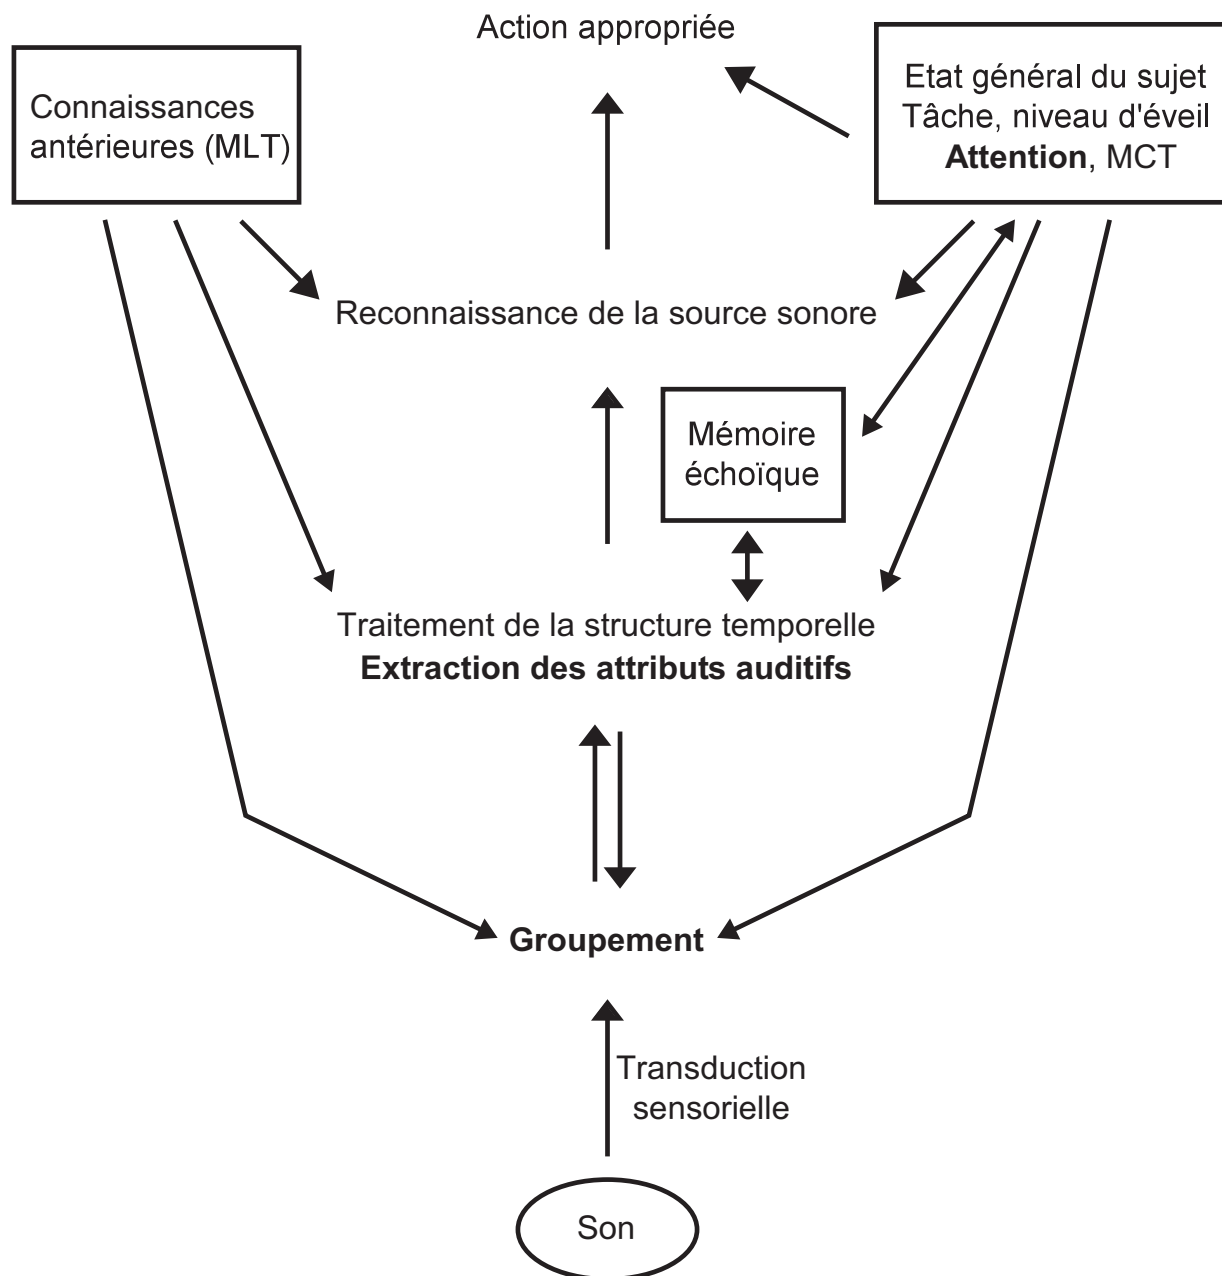 Action appropriée
Connaissances
antérieures (MLT)
Etat général du sujet
Tâche, niveau d'éveil
Attention, MCT
Reconnaissance de la source sonore
Mémoire
échoïque
Traitement de la structure temporelle
Extraction des attributs auditifs
Groupement
Transduction
sensorielle
Son